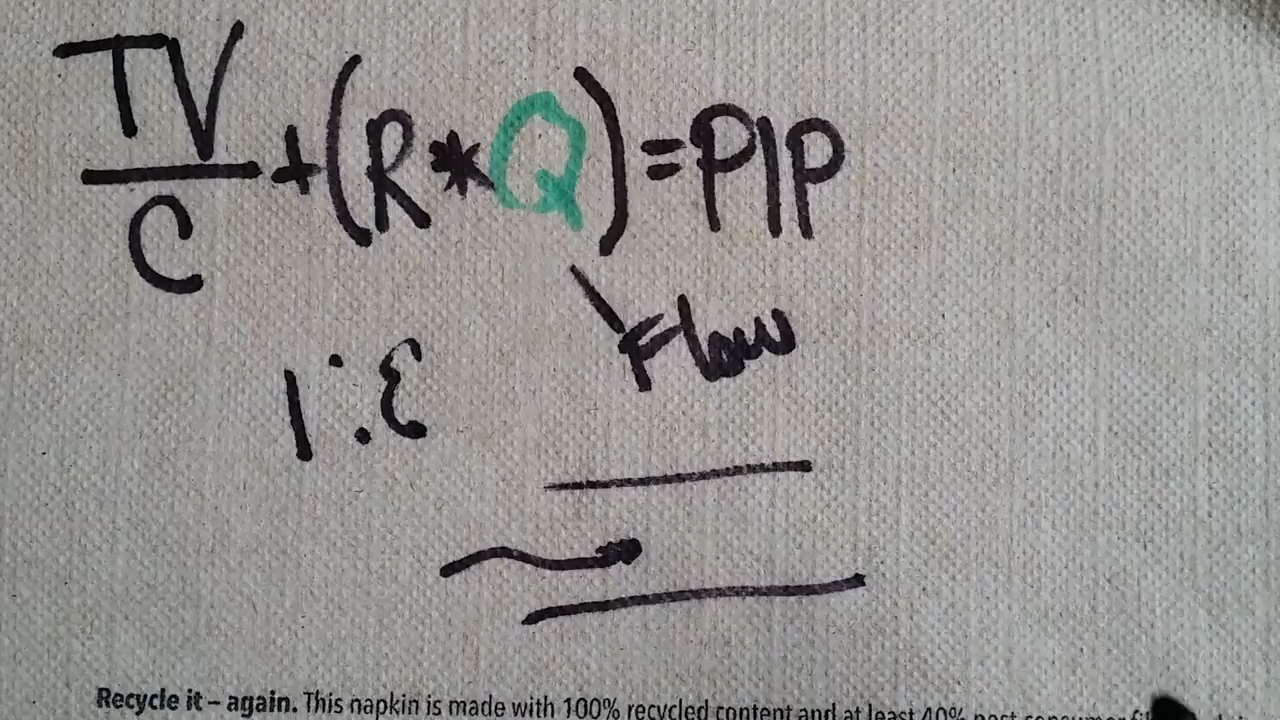 TV
— + (R * Q) = PIP
C
Flow
I:E
Recycle it – again. This napkin is made with 100% recycled content and at least 40% post consumer